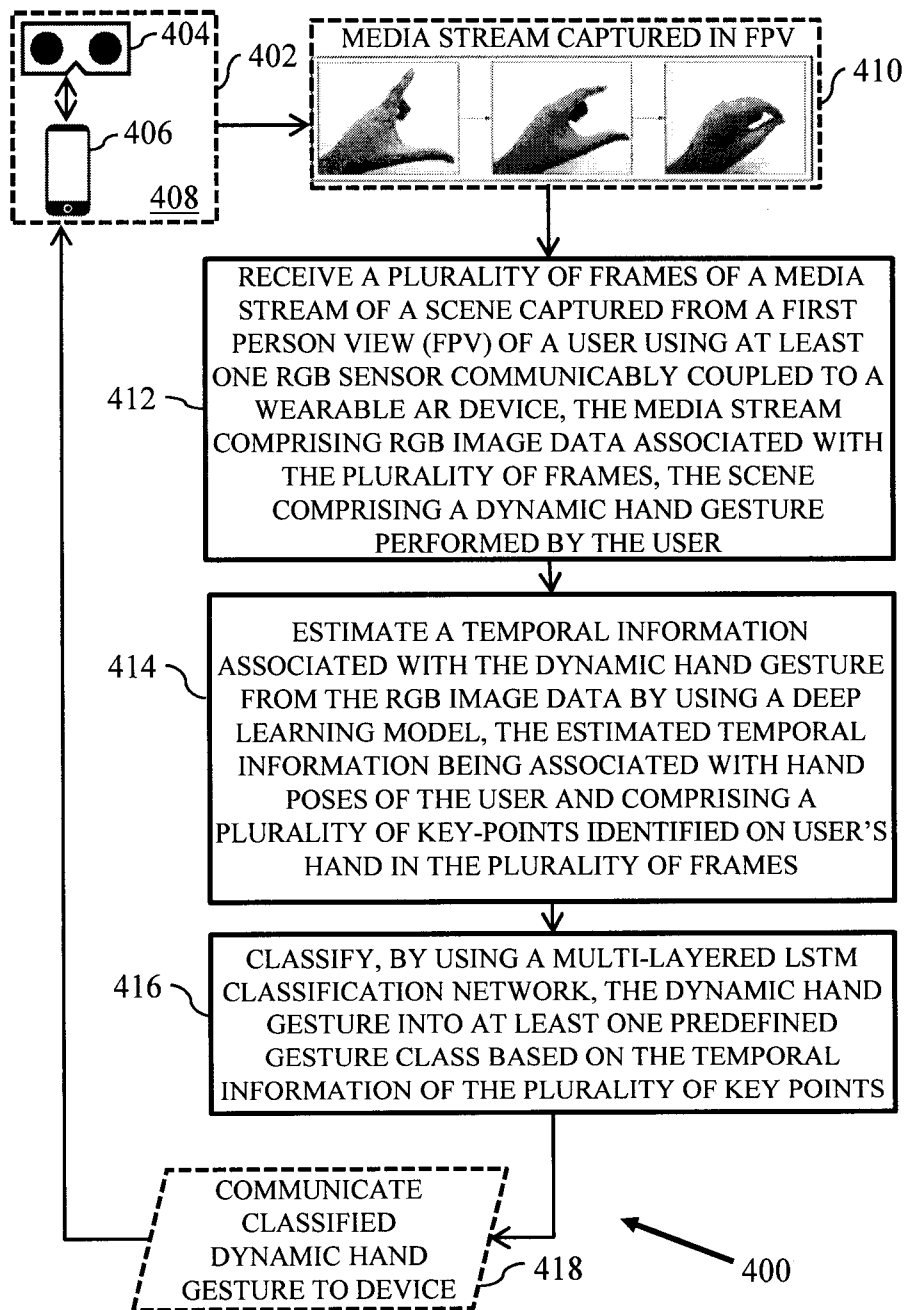 404
402
406
408
MEDIA STREAM CAPTURED IN FPV
410
RECEIVE A PLURALITY OF FRAMES OF A MEDIA
STREAM OF A SCENE CAPTURED FROM A FIRST
PERSON VIEW (FPV) OF A USER USING AT LEAST
ONE RGB SENSOR COMMUNICABLY COUPLED TO A
WEARABLE AR DEVICE, THE MEDIA STREAM
COMPRISING RGB IMAGE DATA ASSOCIATED WITH
THE PLURALITY OF FRAMES, THE SCENE
COMPRISING A DYNAMIC HAND GESTURE
PERFORMED BY THE USER
412
ESTIMATE A TEMPORAL INFORMATION
ASSOCIATED WITH THE DYNAMIC HAND GESTURE
FROM THE RGB IMAGE DATA BY USING A DEEP
LEARNING MODEL, THE ESTIMATED TEMPORAL
INFORMATION BEING ASSOCIATED WITH HAND
POSES OF THE USER AND COMPRISING A
PLURALITY OF KEY-POINTS IDENTIFIED ON USER'S
HAND IN THE PLURALITY OF FRAMES
414
CLASSIFY, BY USING A MULTI-LAYERED LSTM
CLASSIFICATION NETWORK, THE DYNAMIC HAND
GESTURE INTO AT LEAST ONE PREDEFINED
GESTURE CLASS BASED ON THE TEMPORAL
INFORMATION OF THE PLURALITY OF KEY POINTS
416
COMMUNICATE
CLASSIFIED
DYNAMIC HAND
GESTURE TO DEVICE
418
400